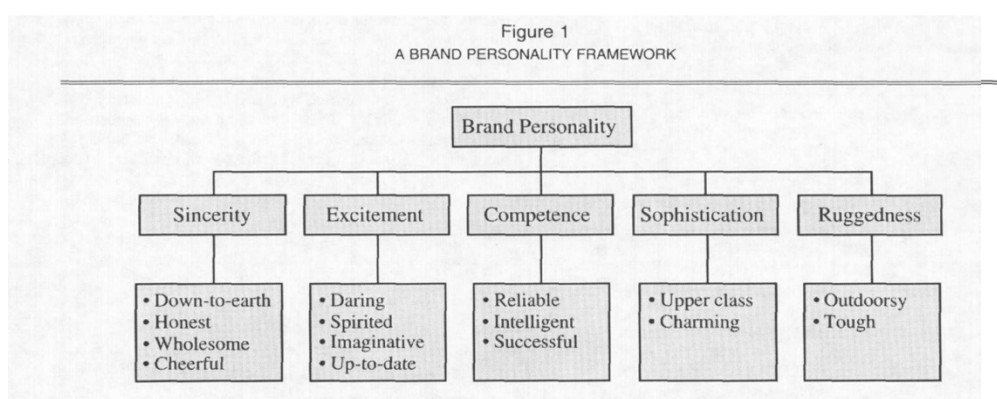 Figure 1
A BRAND PERSONALITY FRAMEWORK
Brand Personality
Sincerity
Excitement
Competence
Sophistication
Ruggedness
• Down-to-earth
• Honest
• Wholesome
• Cheerful
• Daring
• Spirited
• Imaginative
• Up-to-date
• Reliable
• Intelligent
• Successful
• Upper class
• Charming
• Outdoorsy
• Tough